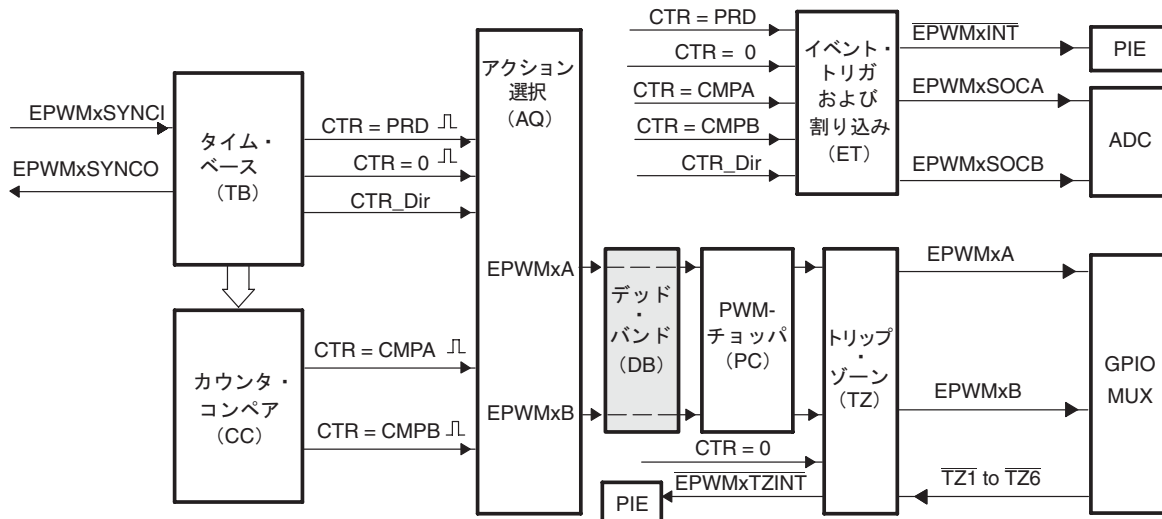 EPWMxSYNCI
EPWMxSYNCO
タイム・
ベース
（TB）
CTR = PRD
CTR = 0
CTR_Dir
カウンタ・
コンペア
（CC）
CTR = CMPA
CTR = CMPB
アクション
選択
（AQ）
EPWMxA
EPWMxB
CTR = PRD
CTR = 0
CTR = CMPA
CTR = CMPB
CTR_Dir
イベント・
トリガ
および
割り込み
（ET）
EPWMxINT
EPWMxSOCA
EPWMxSOCB
PIE
ADC
デッド
・
バンド
（DB）
PWM-
チョッパ
（PC）
トリップ
・
ゾーン
（TZ）
CTR = 0
EPWMxTZINT
PIE
EPWMxA
EPWMxB
TZ1 to TZ6
GPIO
MUX